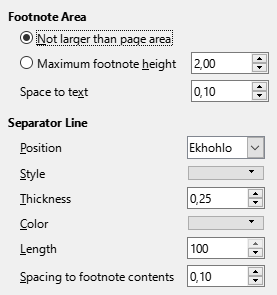 Footnote Area
Not larger than page area
Maximum footnote height 2,00
Space to text 0,10
Separator Line
Position Ekhohlo
Style
Thickness 0,25
Color
Length 100
Spacing to footnote contents 0,10